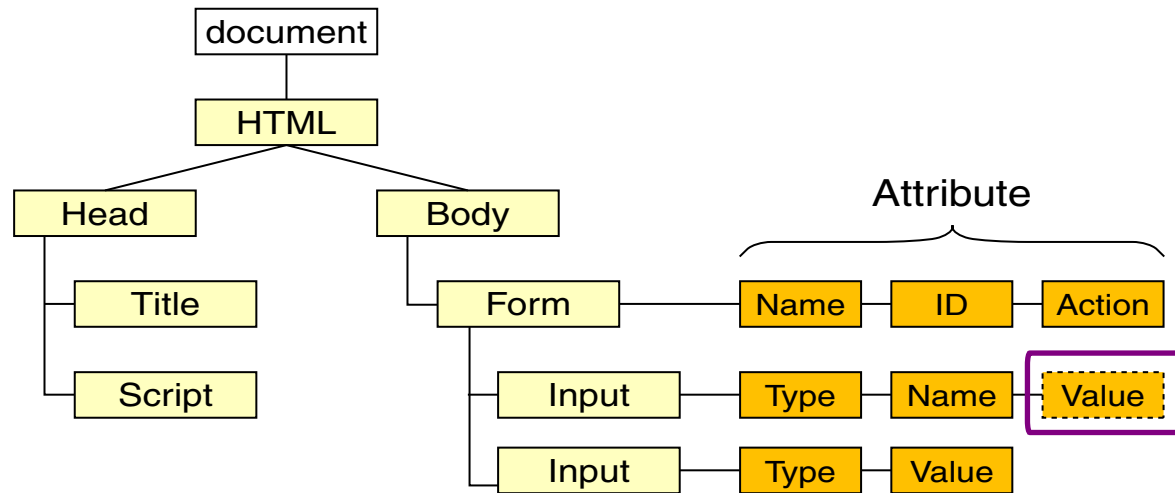 document
HTML
Head
Body
Attribute
Title
Form
Name
ID
Action
Script
Input
Type
Name
Value
Input
Type
Value